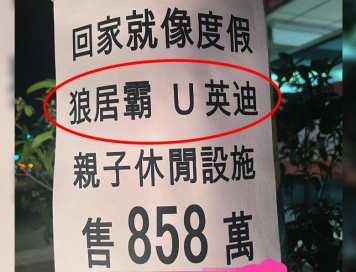 回家就像度假
狼居霸 U英迪
親子休閒設施
售858萬